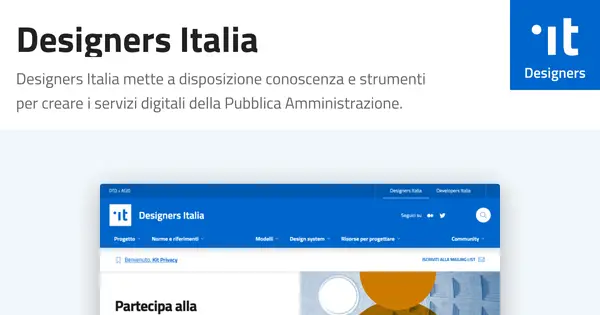 Designers Italia
Designers Italia mette a disposizione conoscenza e strumenti
per creare i servizi digitali della Pubblica Amministrazione.
·it
Designers
DTD + AGID
Designers Italia
Developers Italia
·it
Designers Italia
Seguici su
Progetto
Norme e riferimenti
Modelli
Design system
Risorse per progettare
Community
Benvenuto, Kit Privacy
ISCRIVITI ALLE MAILING LIST
Partecipa alla